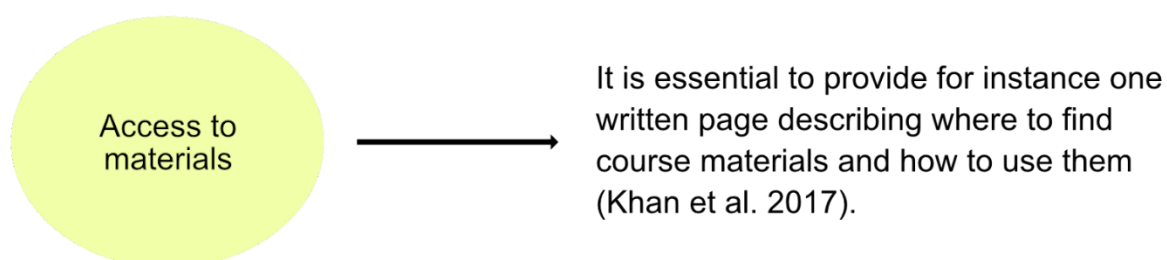 Access to
materials
It is essential to provide for instance one
written page describing where to find
course materials and how to use them
(Khan et al. 2017).